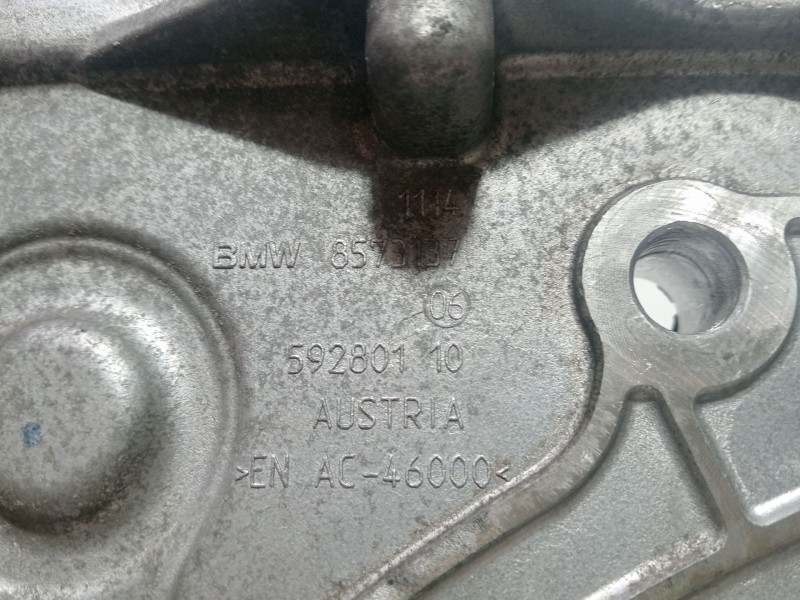 1114
BMW 8573137
06
592801 10
AUSTRIA
>EN AC-46000<